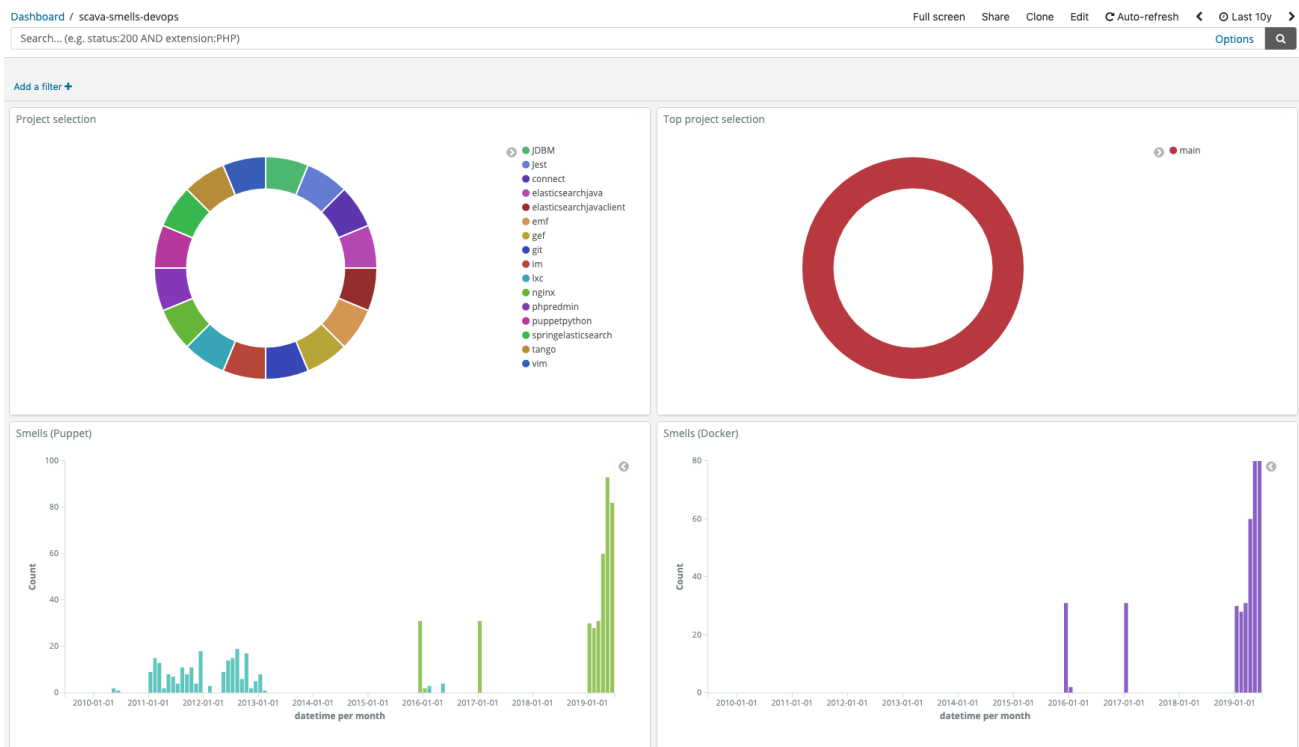 Dashboard / scava-smells-devops
Full screen Share Clone Edit Auto-refresh Last 10y
Search... (e.g. status:200 AND extension:PHP)
Options
Add a filter
Project selection
JDBM
Jest
connect
elasticsearchjava
elasticsearchjavaclient
emf
gef
git
im
lxc
nginx
phpredmin
puppetpython
springelasticsearch
tango
vim
Top project selection
main
Smells (Puppet)
100
80
60
40
20
0
Count
2010-01-01 2011-01-01 2012-01-01 2013-01-01 2014-01-01 2015-01-01 2016-01-01 2017-01-01 2018-01-01 2019-01-01
datetime per month
Smells (Docker)
80
60
40
20
0
Count
2010-01-01 2011-01-01 2012-01-01 2013-01-01 2014-01-01 2015-01-01 2016-01-01 2017-01-01 2018-01-01 2019-01-01
datetime per month